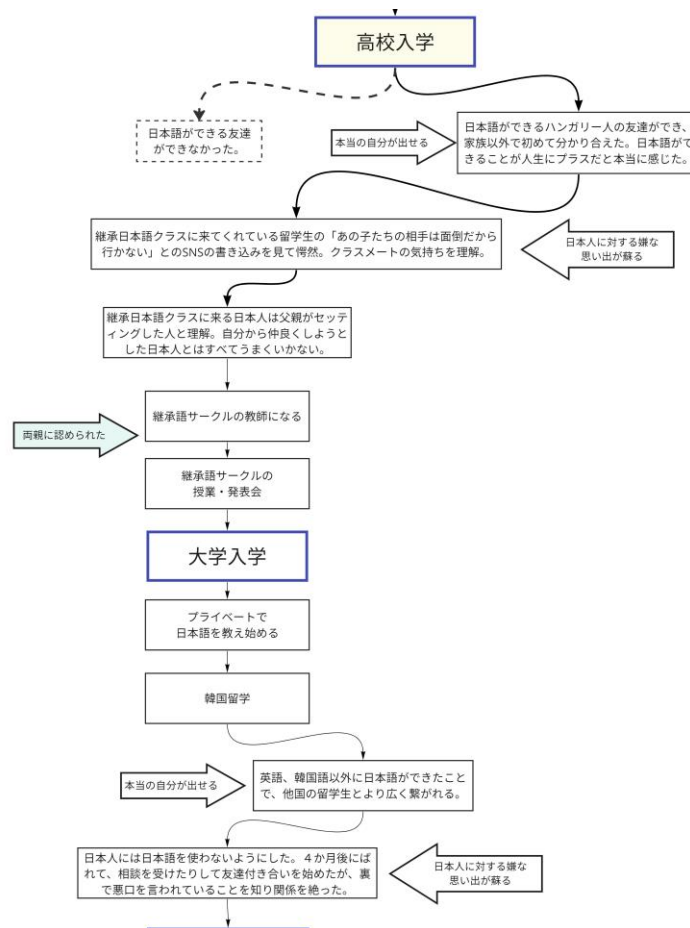 高校入学
日本語ができる友達
ができなかった。
本当の自分が出せる
日本語ができるハンガリー人の友達ができ、
家族以外で初めて分かり合えた。日本語がで
きることが人生にプラスだと本当に感じた。
継承日本語クラスに来てくれている留学生の「あの子たちの相手は面倒だから
行かない」とのSNSの書き込みを見て愕然。クラスメートの気持ちを理解。
日本人に対する嫌な
思い出が蘇る
継承日本語クラスに来る日本人は父親がセッ
ティングした人と理解。自分から仲良くしようと
した日本人とはすべてうまくいかない。
継承語サークルの教師になる
両親に認められた
継承語サークルの
授業・発表会
大学入学
プライベートで
日本語を教え始める
韓国留学
本当の自分が出せる
英語、韓国語以外に日本語ができたこと
で、他国の留学生とより広く繋がれる。
日本人には日本語を使わないようにした。４か月後にば
れて、相談を受けたりして友達付き合いを始めたが、裏
で悪口を言われていることを知り関係を絶った。
日本人に対する嫌な
思い出が蘇る